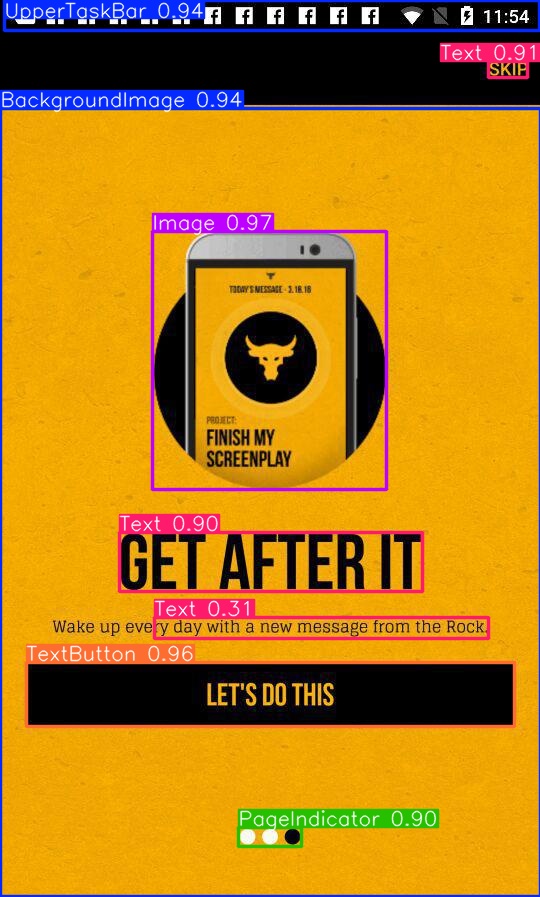 UpperTaskBar 0.94
11:54
Text 0.91
SKIP
BackgroundImage 0.94
Image 0.97
TODAY'S MESSAGE - 3.18.16
PROJECT:
FINISH MY
SCREENPLAY
Text 0.90
GET AFTER IT
Text 0.31
Wake up every day with a new message from the Rock.
TextButton 0.96
LET'S DO THIS
PageIndicator 0.90